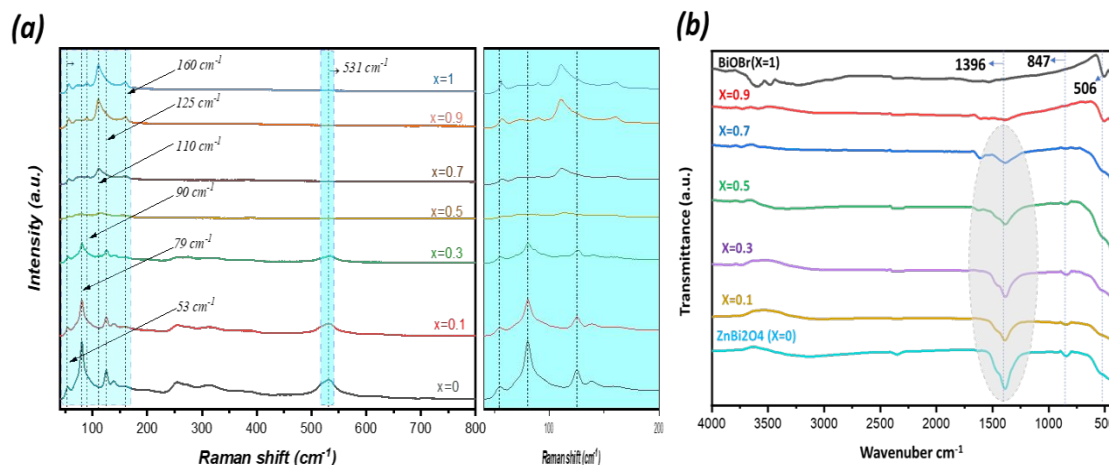 (a)
160 cm-1
531 cm-1
x=1
125 cm-1
x=0.9
110 cm-1
x=0.7
90 cm-1
x=0.5
79 cm-1
x=0.3
53 cm-1
x=0.1
x=0
Intensity (a.u.)
100 200 300 400 500 600 700 800
Raman shift (cm-1)
100 200
Raman shift (cm-1)
(b)
BiOBr(X=1)
1396
847
506
X=0.9
X=0.7
X=0.5
X=0.3
X=0.1
ZnBi2O4 (X=0)
Transmittance (a.u.)
4000 3500 3000 2500 2000 1500 1000 500
Wavenuber cm-1